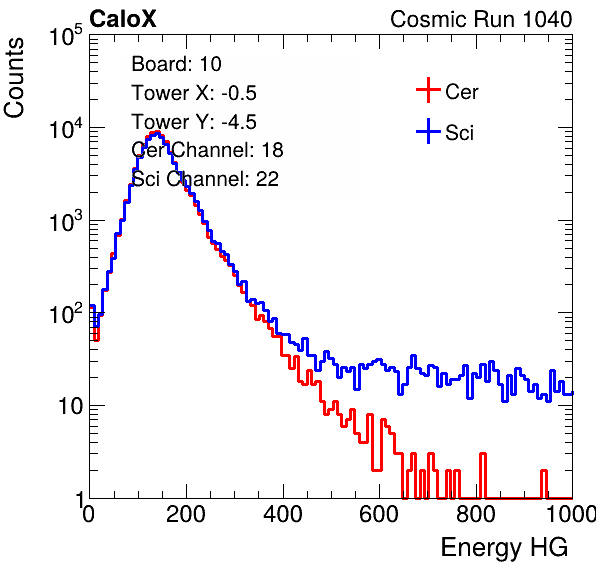 CaloX Cosmic Run 1040
Counts
10^5
10^4
10^3
10^2
10
1
Board: 10
Tower X: -0.5
Tower Y: -4.5
Cer Channel: 18
Sci Channel: 22
Cer
Sci
0 200 400 600 800 1000
Energy HG